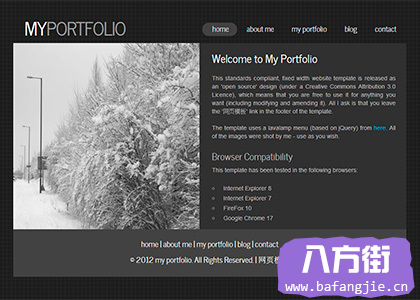 MYPORTFOLIO
home about me my portfolio blog contact
Welcome to My Portfolio
This standards compliant, fixed width website template is released as
an 'open source' design (under a Creative Commons Attribution 3.0
Licence), which means that you are free to use it for anything you
want (including modifying and amending it). All I ask is that you leave
the '网页模板' link in the footer of the template.
The template uses a lavalamp menu (based on jQuery) from here. All
of the images were shot by me - use as you wish.
Browser Compatibility
This template has been tested in the following browsers:
Internet Explorer 8
Internet Explorer 7
FireFox 10
Google Chrome 17
home | about me | my portfolio | blog | contact
© 2012 my portfolio. All Rights Reserved. | 网页模
八方街
www.bafangjie.cn